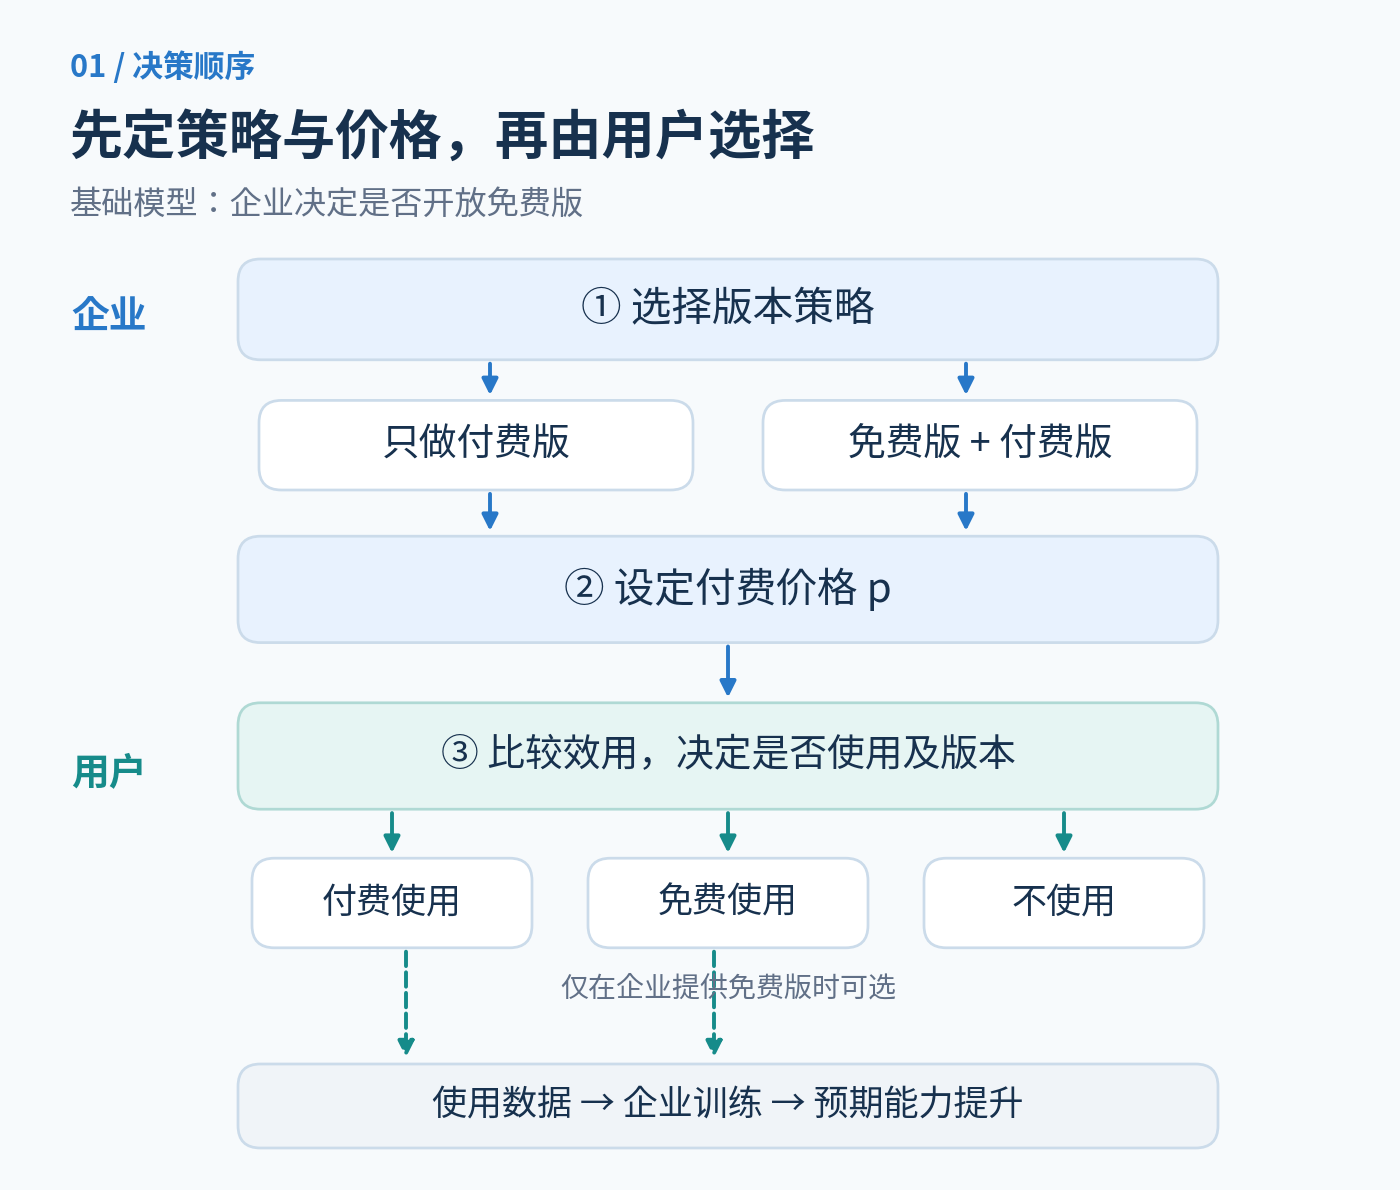 01 / 决策顺序
先定策略与价格，再由用户选择
基础模型：企业决定是否开放免费版
企业
① 选择版本策略
只做付费版
免费版 + 付费版
② 设定付费价格 p
用户
③ 比较效用，决定是否使用及版本
付费使用
免费使用
不使用
仅在企业提供免费版时可选
使用数据 → 企业训练 → 预期能力提升